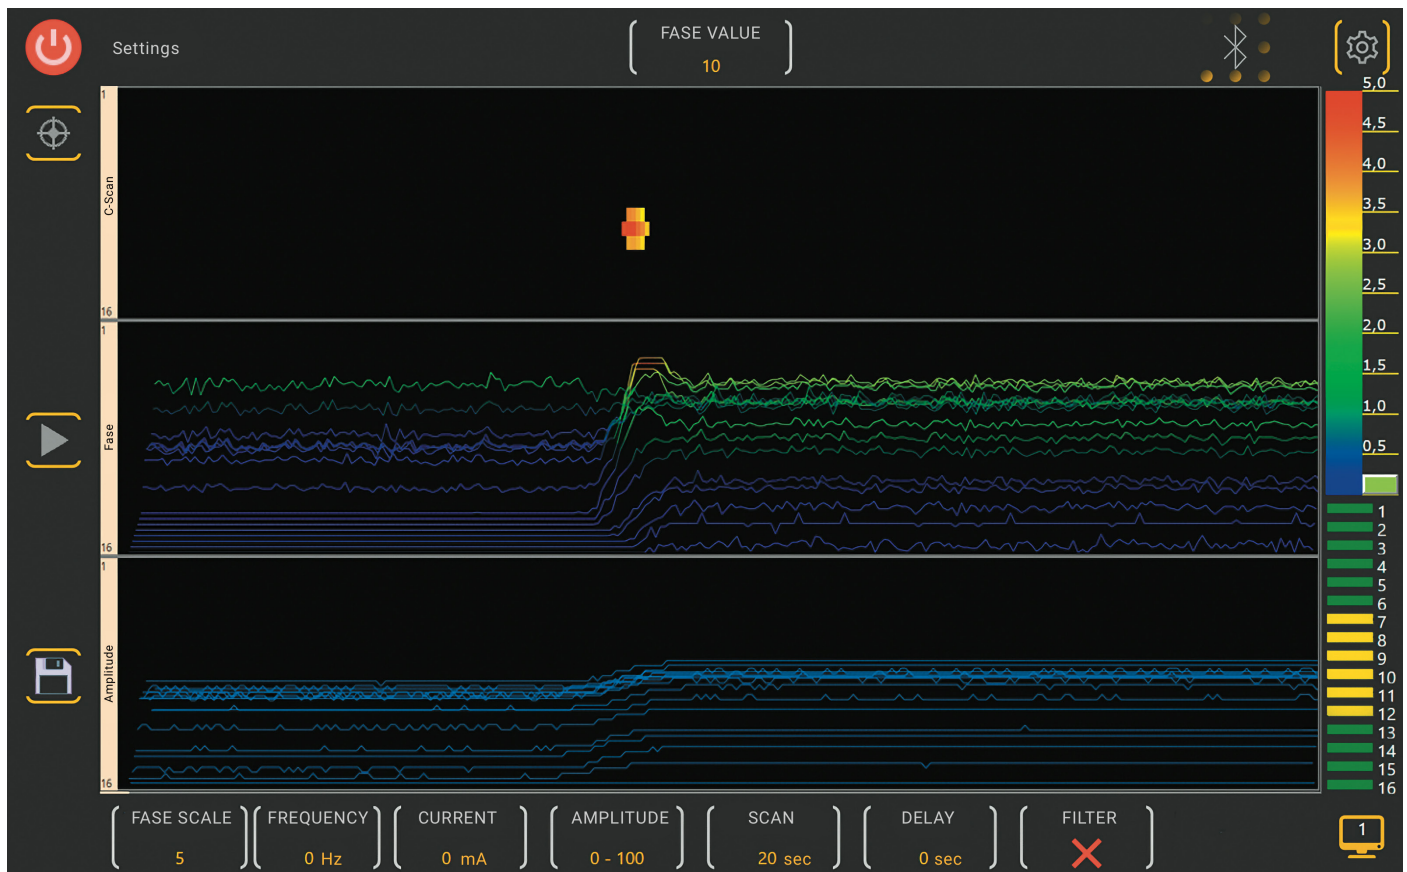 Settings
FASE VALUE
10
1
C-Scan
16
1
Fase
16
1
Amplitude
16
5,0
4,5
4,0
3,5
3,0
2,5
2,0
1,5
1,0
0,5
1
2
3
4
5
6
7
8
9
10
11
12
13
14
15
16
FASE SCALE
5
FREQUENCY
0 Hz
CURRENT
0 mA
AMPLITUDE
0 - 100
SCAN
20 sec
DELAY
0 sec
FILTER
1